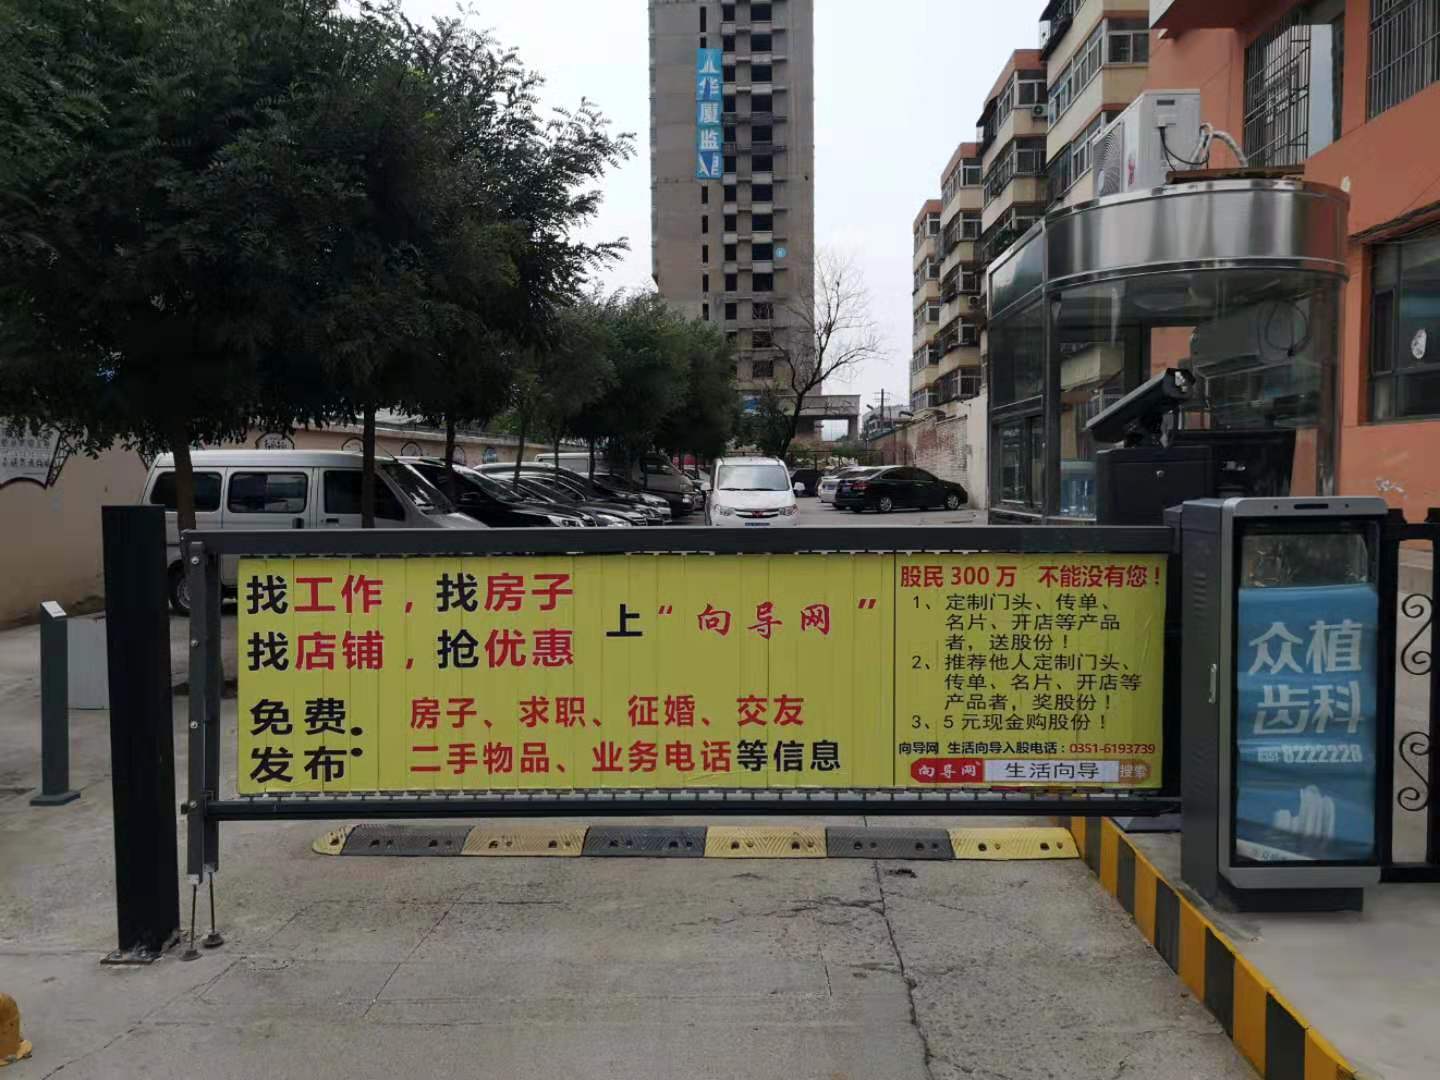 华厦监
找工作，找房子
找店铺，抢优惠
上“向导网”
免费
发布:
房子、求职、征婚、交友
二手物品、业务电话等信息
股民300万 不能没有您！
1、定制门头、传单、
名片、开店等产品
者，送股份！
2、推荐他人定制门头、
传单、名片、开店等
产品者，奖股份！
3、5元现金购股份！
向导网 生活向导入股电话：0351-6193739
向导网 生活向导 搜索
众植
齿科
0351 8222228